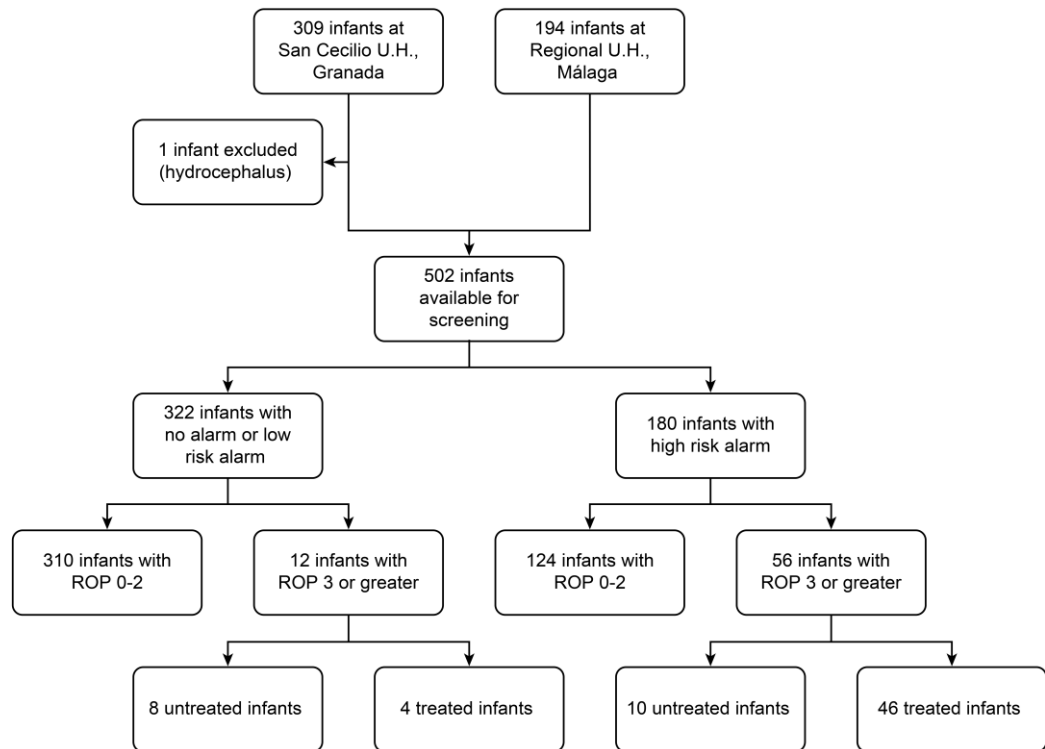 309 infants at
San Cecilio U.H.,
Granada
194 infants at
Regional U.H.,
Málaga
1 infant excluded
(hydrocephalus)
502 infants
available for
screening
322 infants with
no alarm or low
risk alarm
180 infants with
high risk alarm
310 infants with
ROP 0-2
12 infants with
ROP 3 or greater
124 infants with
ROP 0-2
56 infants with
ROP 3 or greater
8 untreated infants
4 treated infants
10 untreated infants
46 treated infants